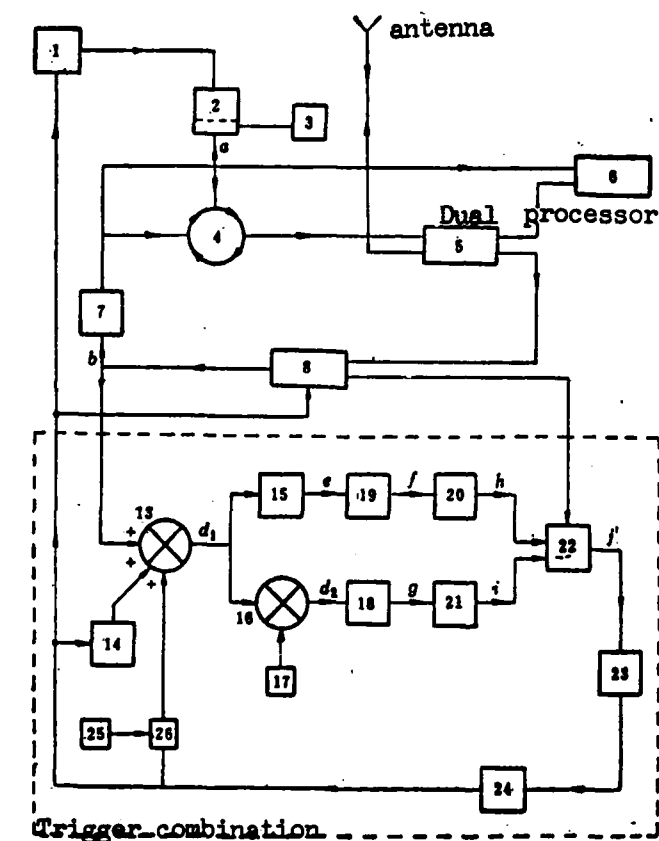 antenna
1
2
3
a
6
Dual processor
4
5
7
b
8
13
15
e
19
f
20
h
+
d₁
22
j'
+
+
16
d₂
18
g
21
i
14
17
23
25
26
24
Trigger combination